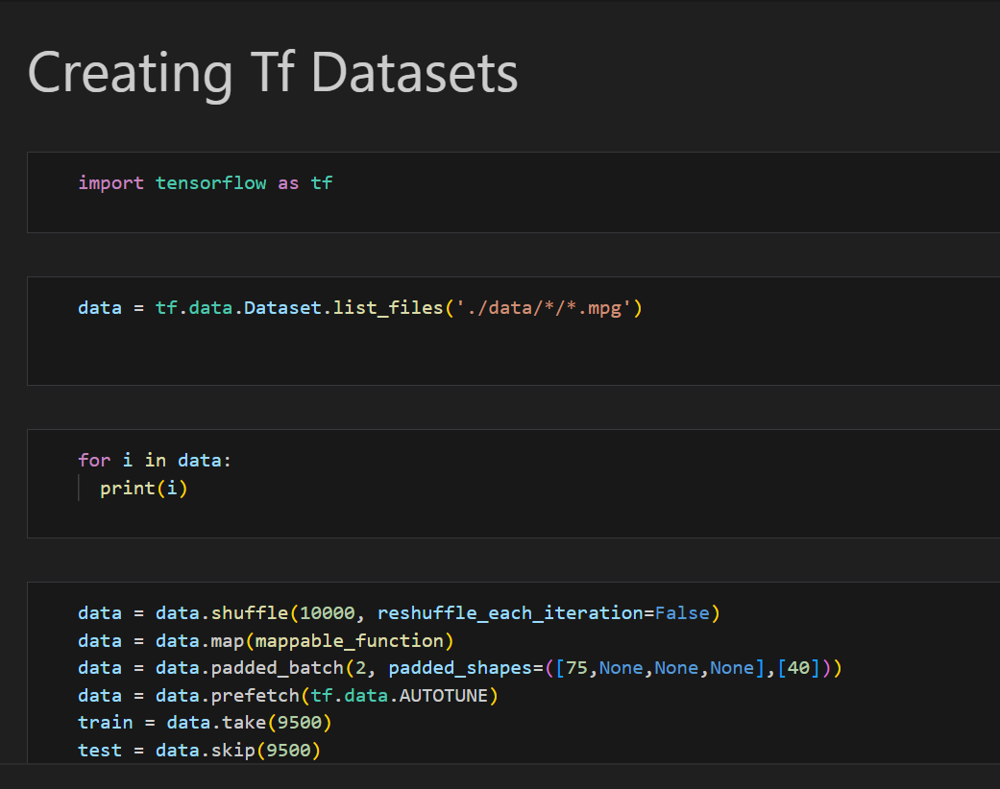 Creating Tf Datasets
import tensorflow as tf
data = tf.data.Dataset.list_files('./data/*/*.mpg')
for i in data:
  print(i)
data = data.shuffle(10000, reshuffle_each_iteration=False)
data = data.map(mappable_function)
data = data.padded_batch(2, padded_shapes=([75,None,None,None],[40]))
data = data.prefetch(tf.data.AUTOTUNE)
train = data.take(9500)
test = data.skip(9500)